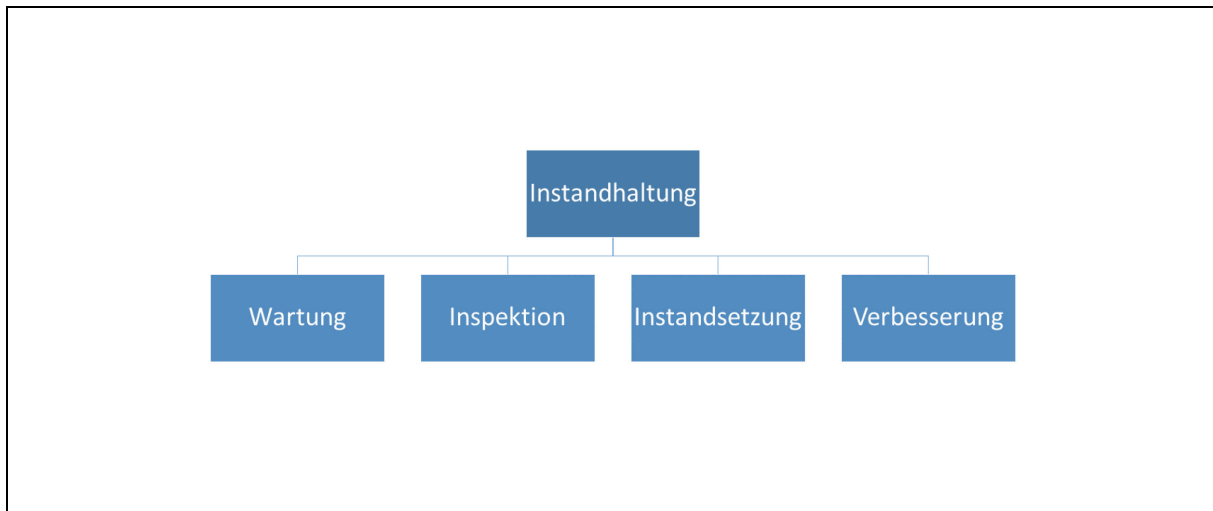 Instandhaltung
Wartung
Inspektion
Instandsetzung
Verbesserung